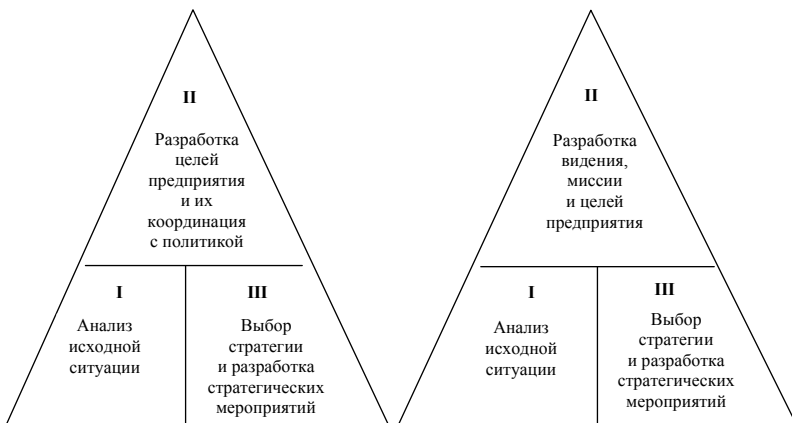 II
Разработка
целей
предприятия
и их
координация
с политикой
I
Анализ
исходной
ситуации
III
Выбор
стратегии
и разработка
стратегических
мероприятий
II
Разработка
видения,
миссии
и целей
предприятия
I
Анализ
исходной
ситуации
III
Выбор
стратегии
и разработка
стратегических
мероприятий